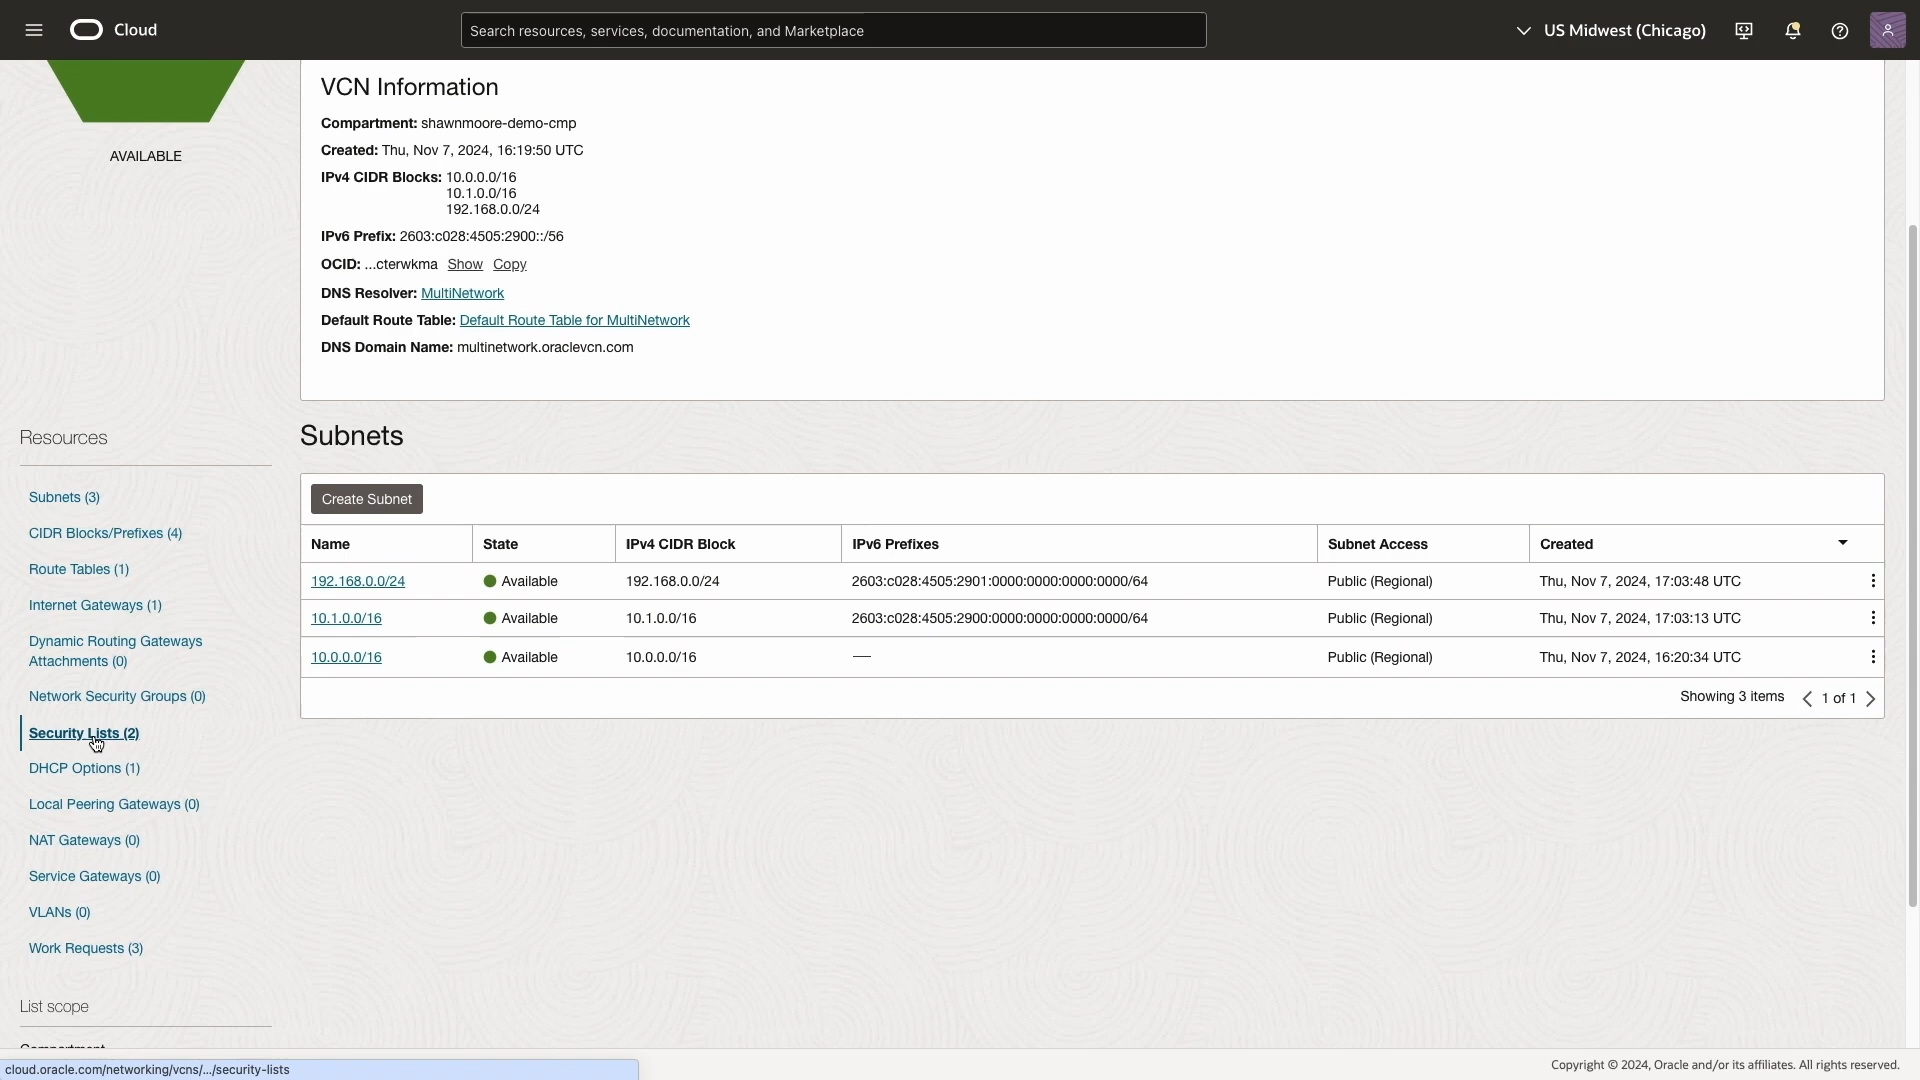 Cloud
Search resources, services, documentation, and Marketplace
US Midwest (Chicago)
AVAILABLE
VCN Information
Compartment: shawnmoore-demo-cmp
Created: Thu, Nov 7, 2024, 16:19:50 UTC
IPv4 CIDR Blocks: 10.0.0.0/16
10.1.0.0/16
192.168.0.0/24
IPv6 Prefix: 2603:c028:4505:2900::/56
OCID: ...cterwkma Show Copy
DNS Resolver: MultiNetwork
Default Route Table: Default Route Table for MultiNetwork
DNS Domain Name: multinetwork.oraclevcn.com
Resources
Subnets (3)
CIDR Blocks/Prefixes (4)
Route Tables (1)
Internet Gateways (1)
Dynamic Routing Gateways
Attachments (0)
Network Security Groups (0)
Security Lists (2)
DHCP Options (1)
Local Peering Gateways (0)
NAT Gateways (0)
Service Gateways (0)
VLANs (0)
Work Requests (3)
List scope
Compartment
Subnets
Create Subnet
Name State IPv4 CIDR Block IPv6 Prefixes Subnet Access Created
192.168.0.0/24 Available 192.168.0.0/24 2603:c028:4505:2901:0000:0000:0000:0000/64 Public (Regional) Thu, Nov 7, 2024, 17:03:48 UTC
10.1.0.0/16 Available 10.1.0.0/16 2603:c028:4505:2900:0000:0000:0000:0000/64 Public (Regional) Thu, Nov 7, 2024, 17:03:13 UTC
10.0.0.0/16 Available 10.0.0.0/16 — Public (Regional) Thu, Nov 7, 2024, 16:20:34 UTC
Showing 3 items 1 of 1
cloud.oracle.com/networking/vcns/.../security-lists
Copyright © 2024, Oracle and/or its affiliates. All rights reserved.